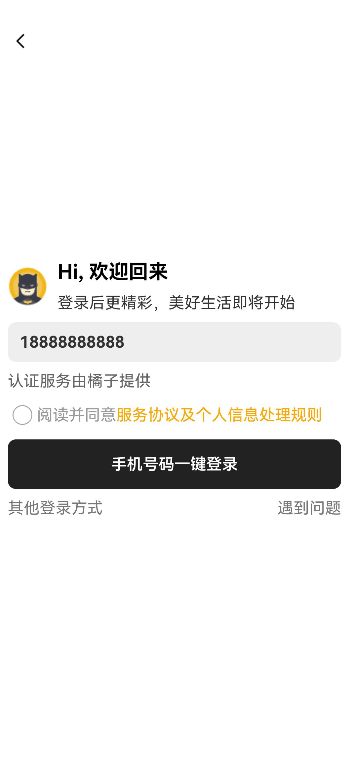 Hi, 欢迎回来
登录后更精彩，美好生活即将开始
18888888888
认证服务由橘子提供
阅读并同意服务协议及个人信息处理规则
手机号码一键登录
其他登录方式 遇到问题